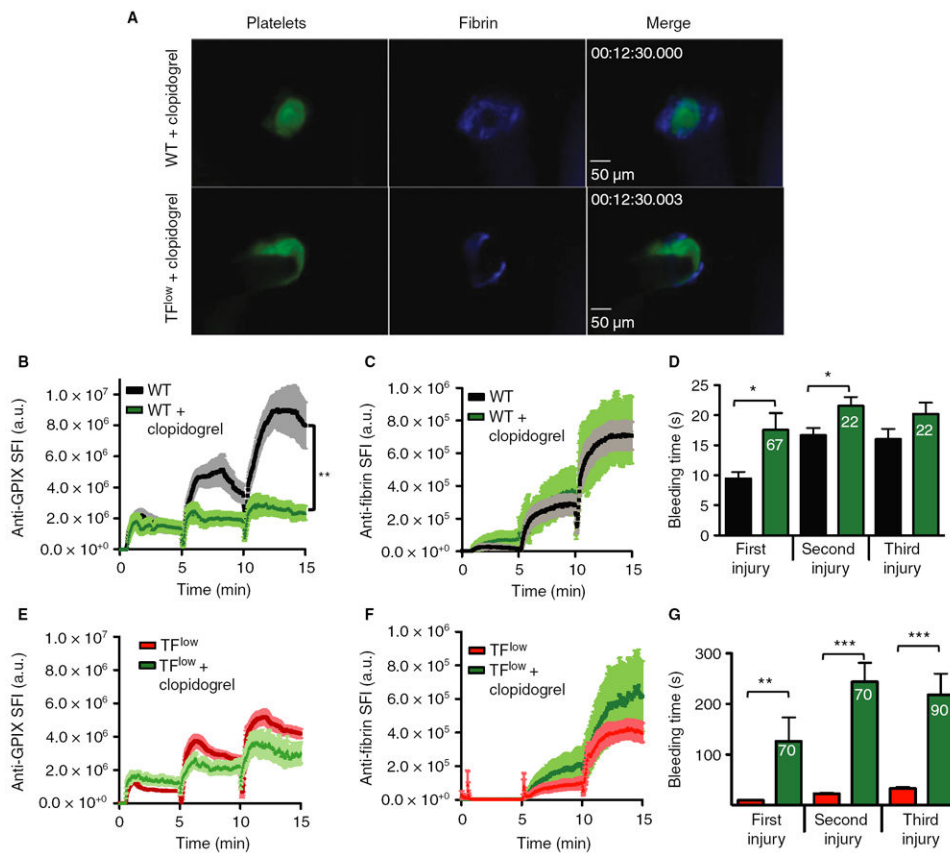 A
Platelets Fibrin Merge
WT + clopidogrel
00:12:30.000
50 µm
TFlow + clopidogrel
00:12:30.003
50 µm
B
Anti-GPIX SFI (a.u.)
1.0 × 10⁷
8.0 × 10⁶
6.0 × 10⁶
4.0 × 10⁶
2.0 × 10⁶
0.0 × 10⁺⁰
WT
WT +
clopidogrel
**
0 5 10 15
Time (min)
C
Anti-fibrin SFI (a.u.)
1.0 × 10⁶
8.0 × 10⁵
6.0 × 10⁵
4.0 × 10⁵
2.0 × 10⁵
0.0 × 10⁺⁰
WT
WT +
clopidogrel
0 5 10 15
Time (min)
D
Bleeding time (s)
25
20
15
10
5
0
* *
67 22 22
First Second Third
injury injury injury
E
Anti-GPIX SFI (a.u.)
1.0 × 10⁷
8.0 × 10⁶
6.0 × 10⁶
4.0 × 10⁶
2.0 × 10⁶
0.0 × 10⁺⁰
TFlow
TFlow +
clopidogrel
0 5 10 15
Time (min)
F
Anti-fibrin SFI (a.u.)
1.0 × 10⁶
8.0 × 10⁵
6.0 × 10⁵
4.0 × 10⁵
2.0 × 10⁵
0.0 × 10⁺⁰
TFlow
TFlow +
clopidogrel
0 5 10 15
Time (min)
G
Bleeding time (s)
300
200
100
0
** *** ***
70 70 90
First Second Third
injury injury injury